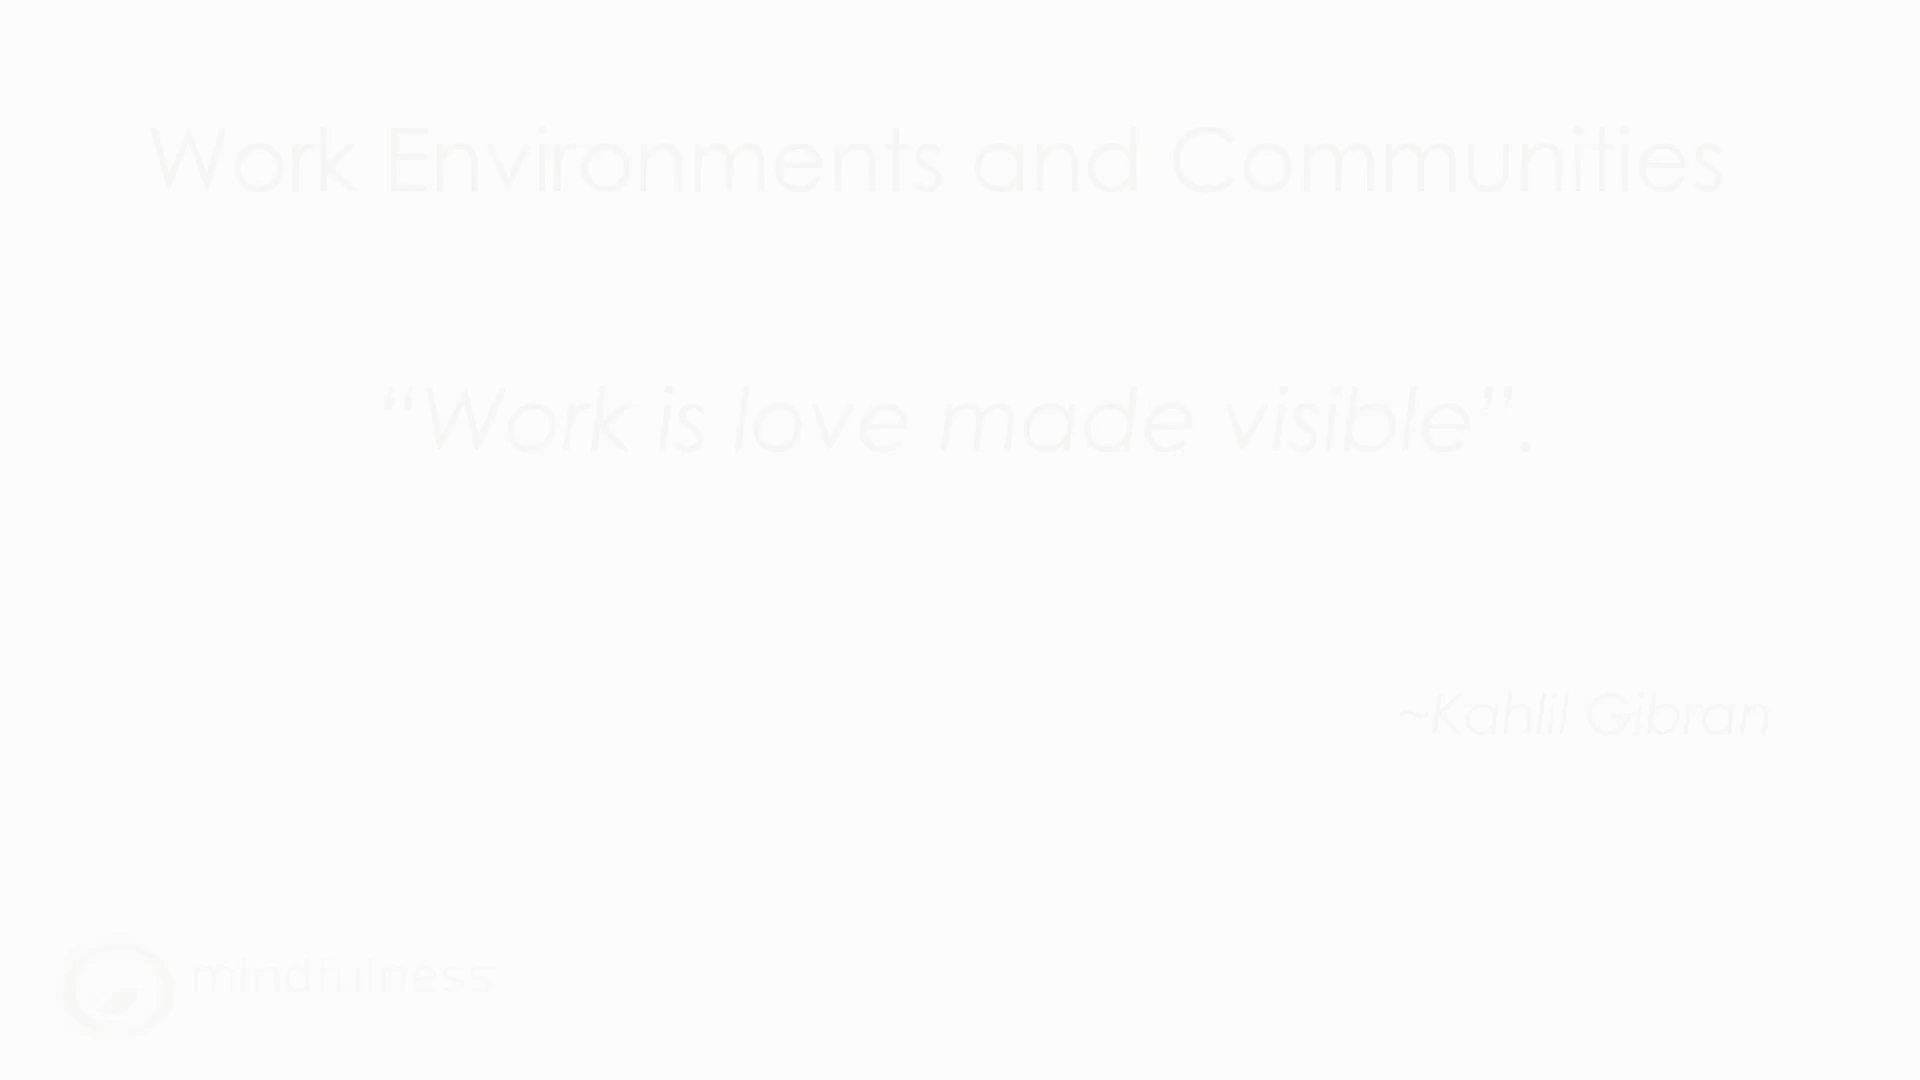 Work Environments and Communities
“Work is love made visible”.
~Kahlil Gibran
mindfulness